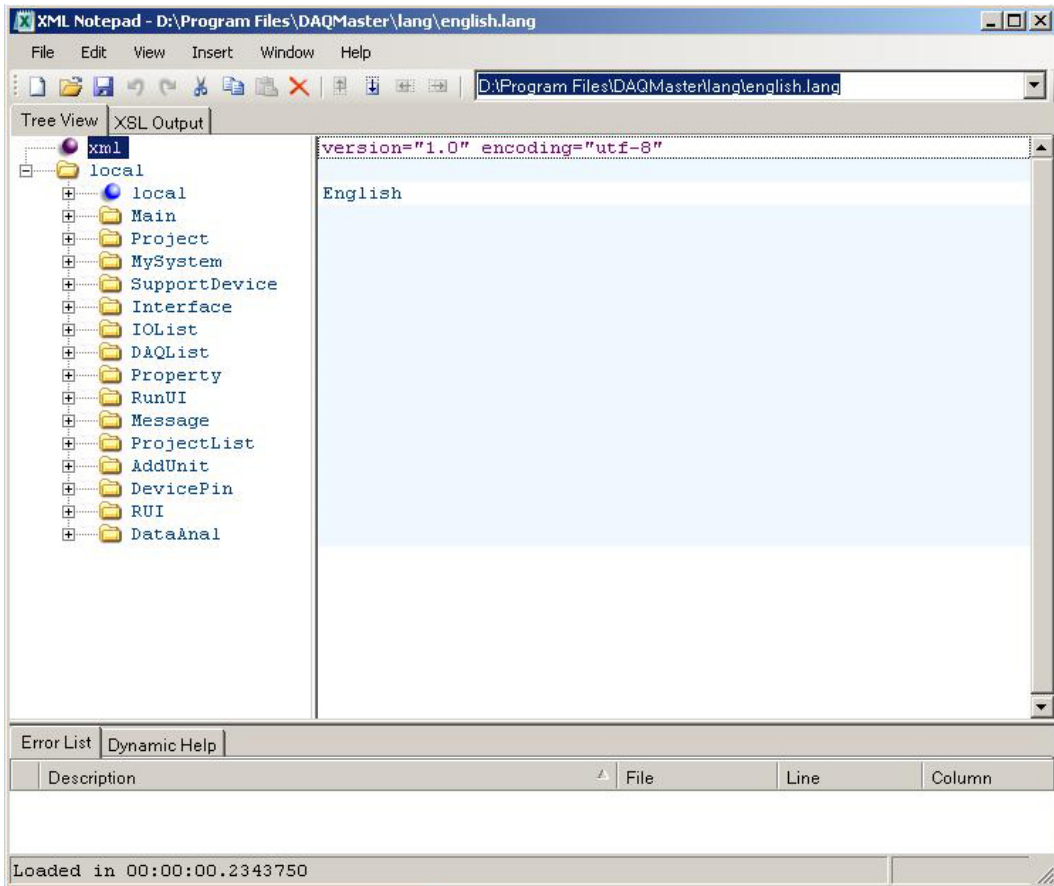 XML Notepad - D:\Program Files\DAQMaster\lang\english.lang
File Edit View Insert Window Help
D:\Program Files\DAQMaster\lang\english.lang
Tree View XSL Output
xml version="1.0" encoding="utf-8"
local
local English
Main
Project
MySystem
SupportDevice
Interface
IOList
DAQList
Property
RunUI
Message
ProjectList
AddUnit
DevicePin
RUI
DataAnal
Error List Dynamic Help
Description File Line Column
Loaded in 00:00:00.2343750